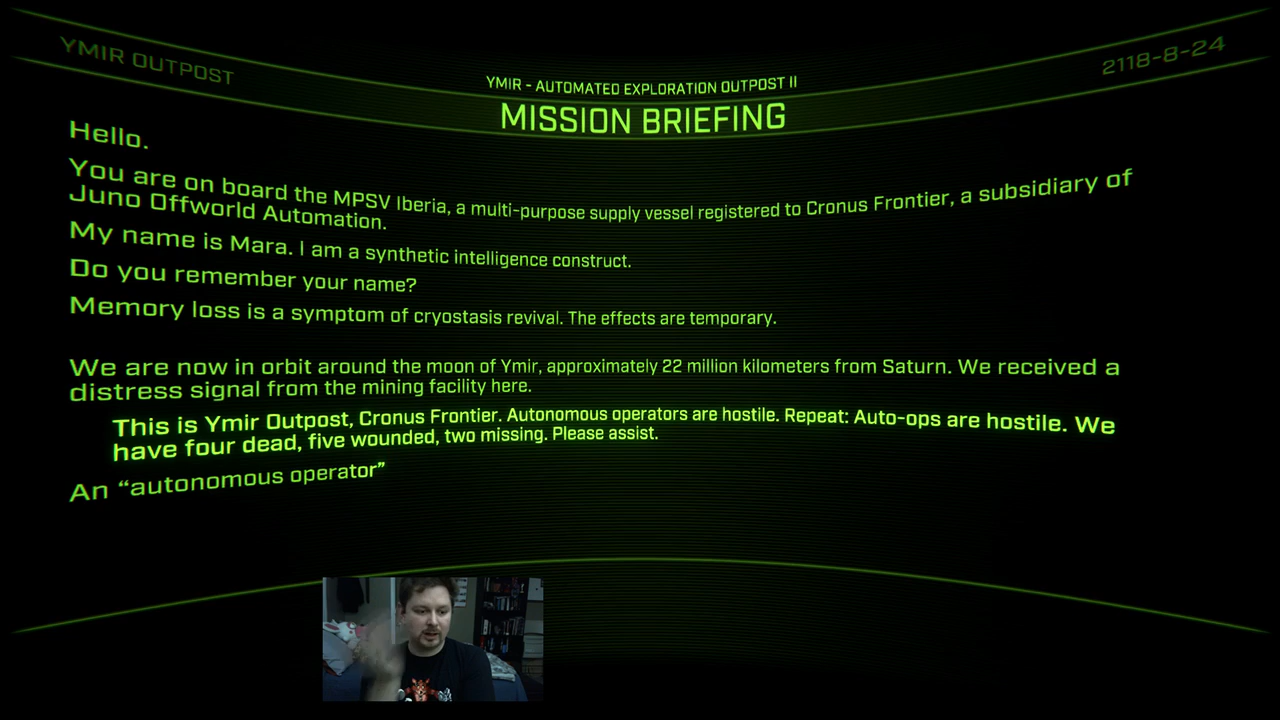 YMIR OUTPOST
2118-8-24
YMIR - AUTOMATED EXPLORATION OUTPOST II
MISSION BRIEFING
Hello.
You are on board the MPSV Iberia, a multi-purpose supply vessel registered to Cronus Frontier, a subsidiary of
Juno Offworld Automation.
My name is Mara. I am a synthetic intelligence construct.
Do you remember your name?
Memory loss is a symptom of cryostasis revival. The effects are temporary.
We are now in orbit around the moon of Ymir, approximately 22 million kilometers from Saturn. We received a
distress signal from the mining facility here.
This is Ymir Outpost, Cronus Frontier. Autonomous operators are hostile. Repeat: Auto-ops are hostile. We
have four dead, five wounded, two missing. Please assist.
An “autonomous operator”